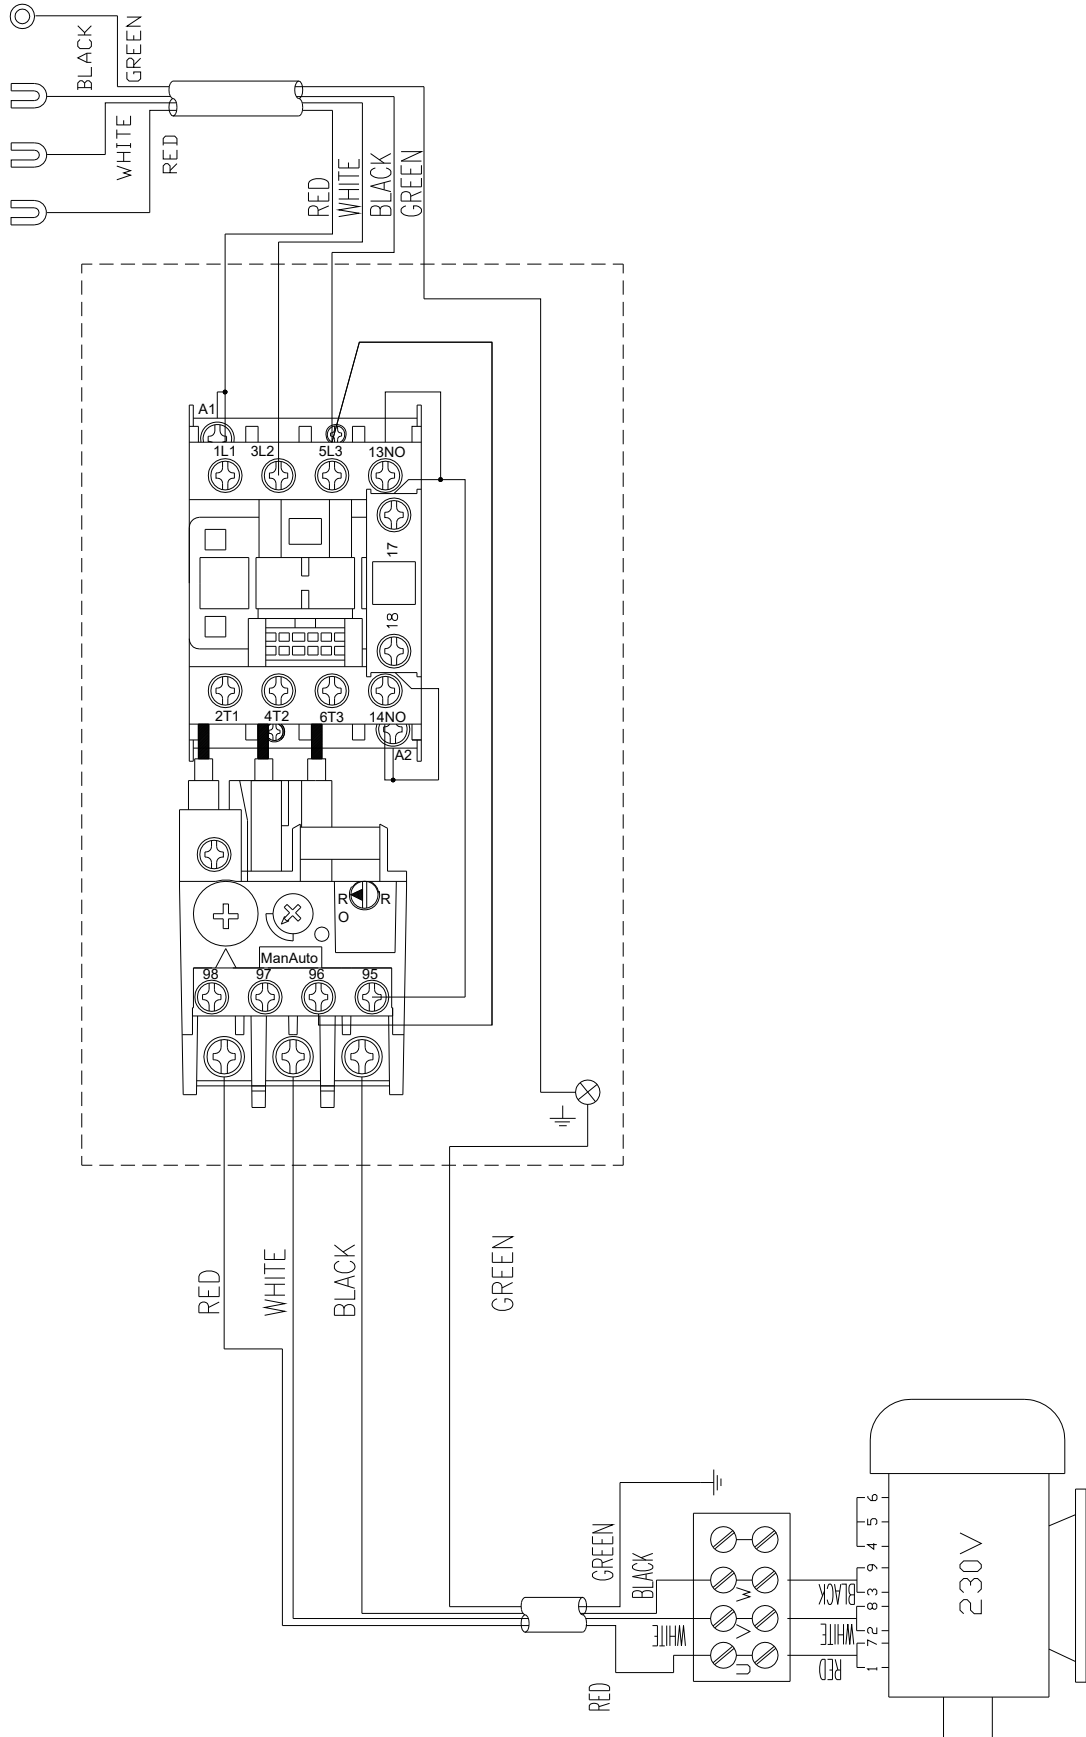 BLACK
GREEN
WHITE
RED
RED
WHITE
BLACK
GREEN
A1
1L1 3L2 5L3 13NO
17
18
2T1 4T2 6T3 14NO
A2
R R
O
ManAuto
98 97 96 95
RED
WHITE
BLACK
GREEN
GREEN
BLACK
WHITE
RED
W
V
U
BLACK
WHITE
RED
6
5
4
9
3
8
2
7
1
230V